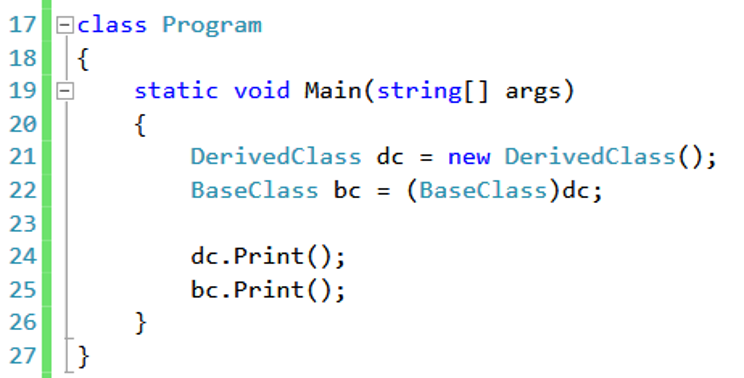 17 class Program
18 {
19 static void Main(string[] args)
20 {
21 DerivedClass dc = new DerivedClass();
22 BaseClass bc = (BaseClass)dc;
23
24 dc.Print();
25 bc.Print();
26 }
27 }